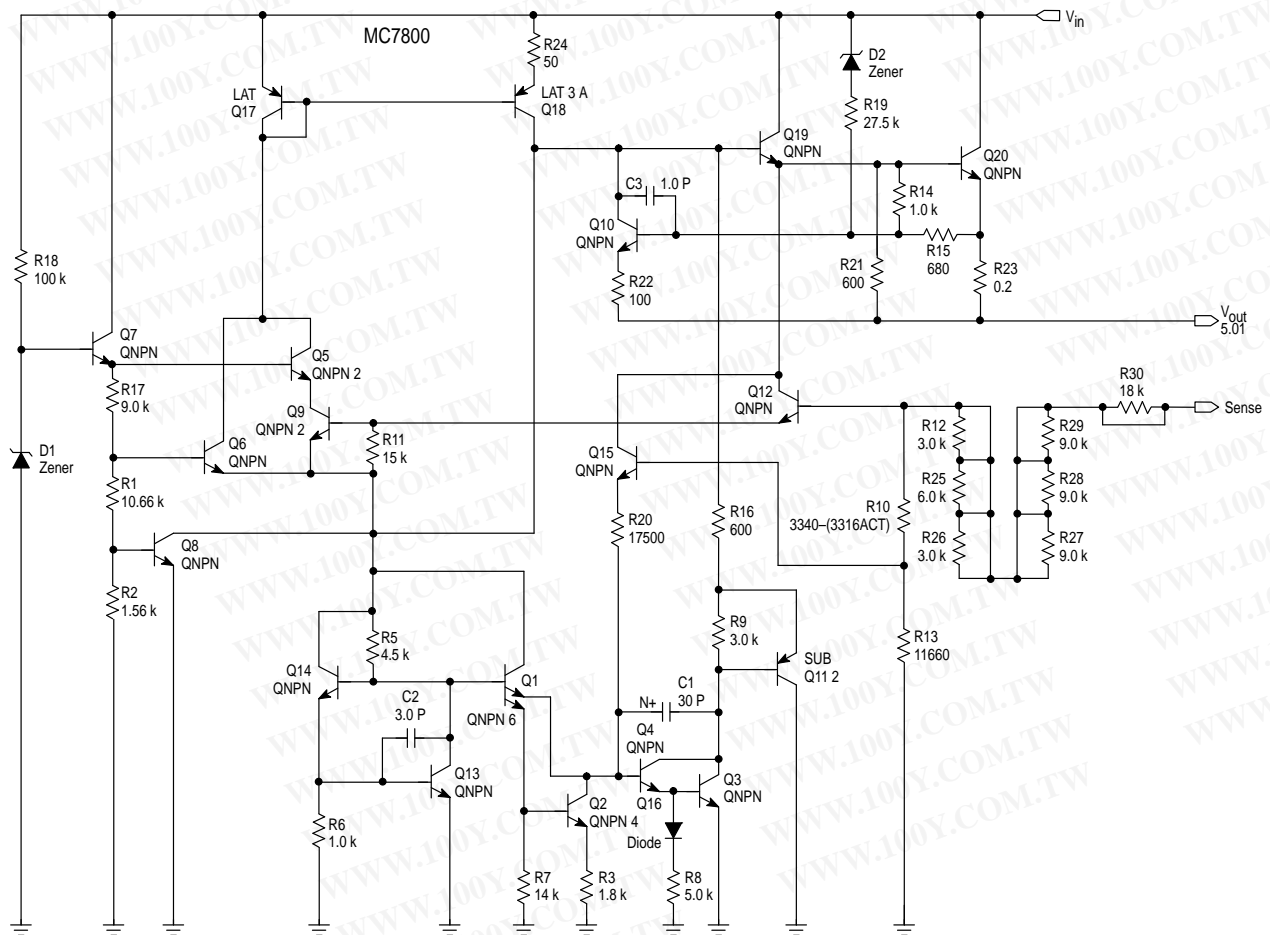 MC7800
Vin
R24
50
D2
Zener
LAT
Q17
LAT 3 A
Q18
R19
27.5 k
Q19
QNPN
Q20
QNPN
C3
1.0 P
R14
1.0 k
Q10
QNPN
R15
680
R18
100 k
R22
100
R21
600
R23
0.2
Vout
5.01
Q7
QNPN
Q5
QNPN 2
R17
9.0 k
Q9
QNPN 2
Q12
QNPN
R30
18 k
Sense
D1
Zener
Q6
QNPN
R11
15 k
Q15
QNPN
R12
3.0 k
R29
9.0 k
R1
10.66 k
R25
6.0 k
R28
9.0 k
R10
3340–(3316ACT)
R20
17500
R16
600
R26
3.0 k
R27
9.0 k
Q8
QNPN
R2
1.56 k
R5
4.5 k
R9
3.0 k
R13
11660
Q14
QNPN
Q1
QNPN 6
SUB
Q11 2
C2
3.0 P
N+
C1
30 P
Q4
QNPN
Q13
QNPN
Q3
QNPN
Q16
Q2
QNPN 4
R6
1.0 k
Diode
R7
14 k
R3
1.8 k
R8
5.0 k
WWW.100Y.COM.TW